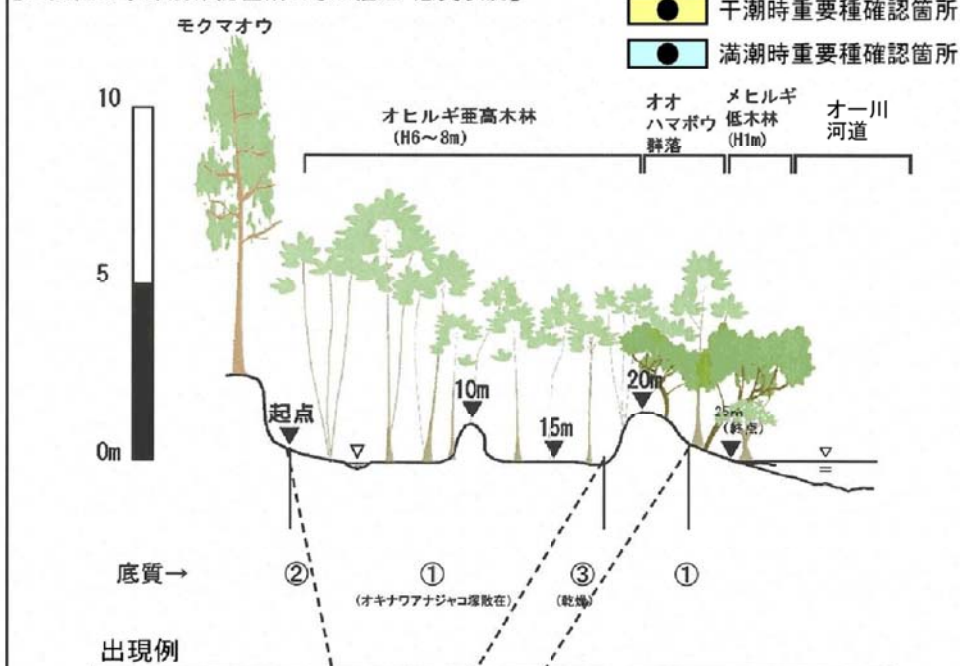 干潮時重要種確認箇所
満潮時重要種確認箇所
モクマオウ
オヒルギ亜高木林
(H6～8m)
オオ
ハマボウ
群落
メヒルギ
低木林
(H1m)
オー川
河道
10
5
0m
起点
10m
15m
20m
25m
(終点)
底質→
②
①
③
①
(オキナワアナジャコ塚散在)
(乾燥)
出現例